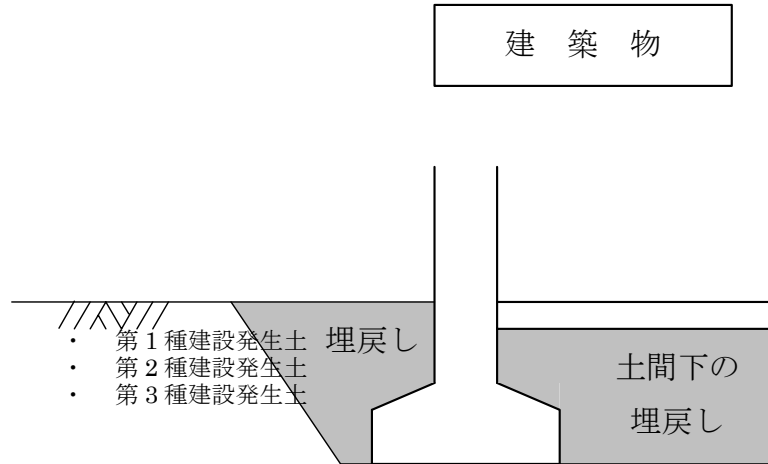 建 築 物
埋戻し
・ 第１種建設発生土
・ 第２種建設発生土
・ 第３種建設発生土
土間下の
埋戻し